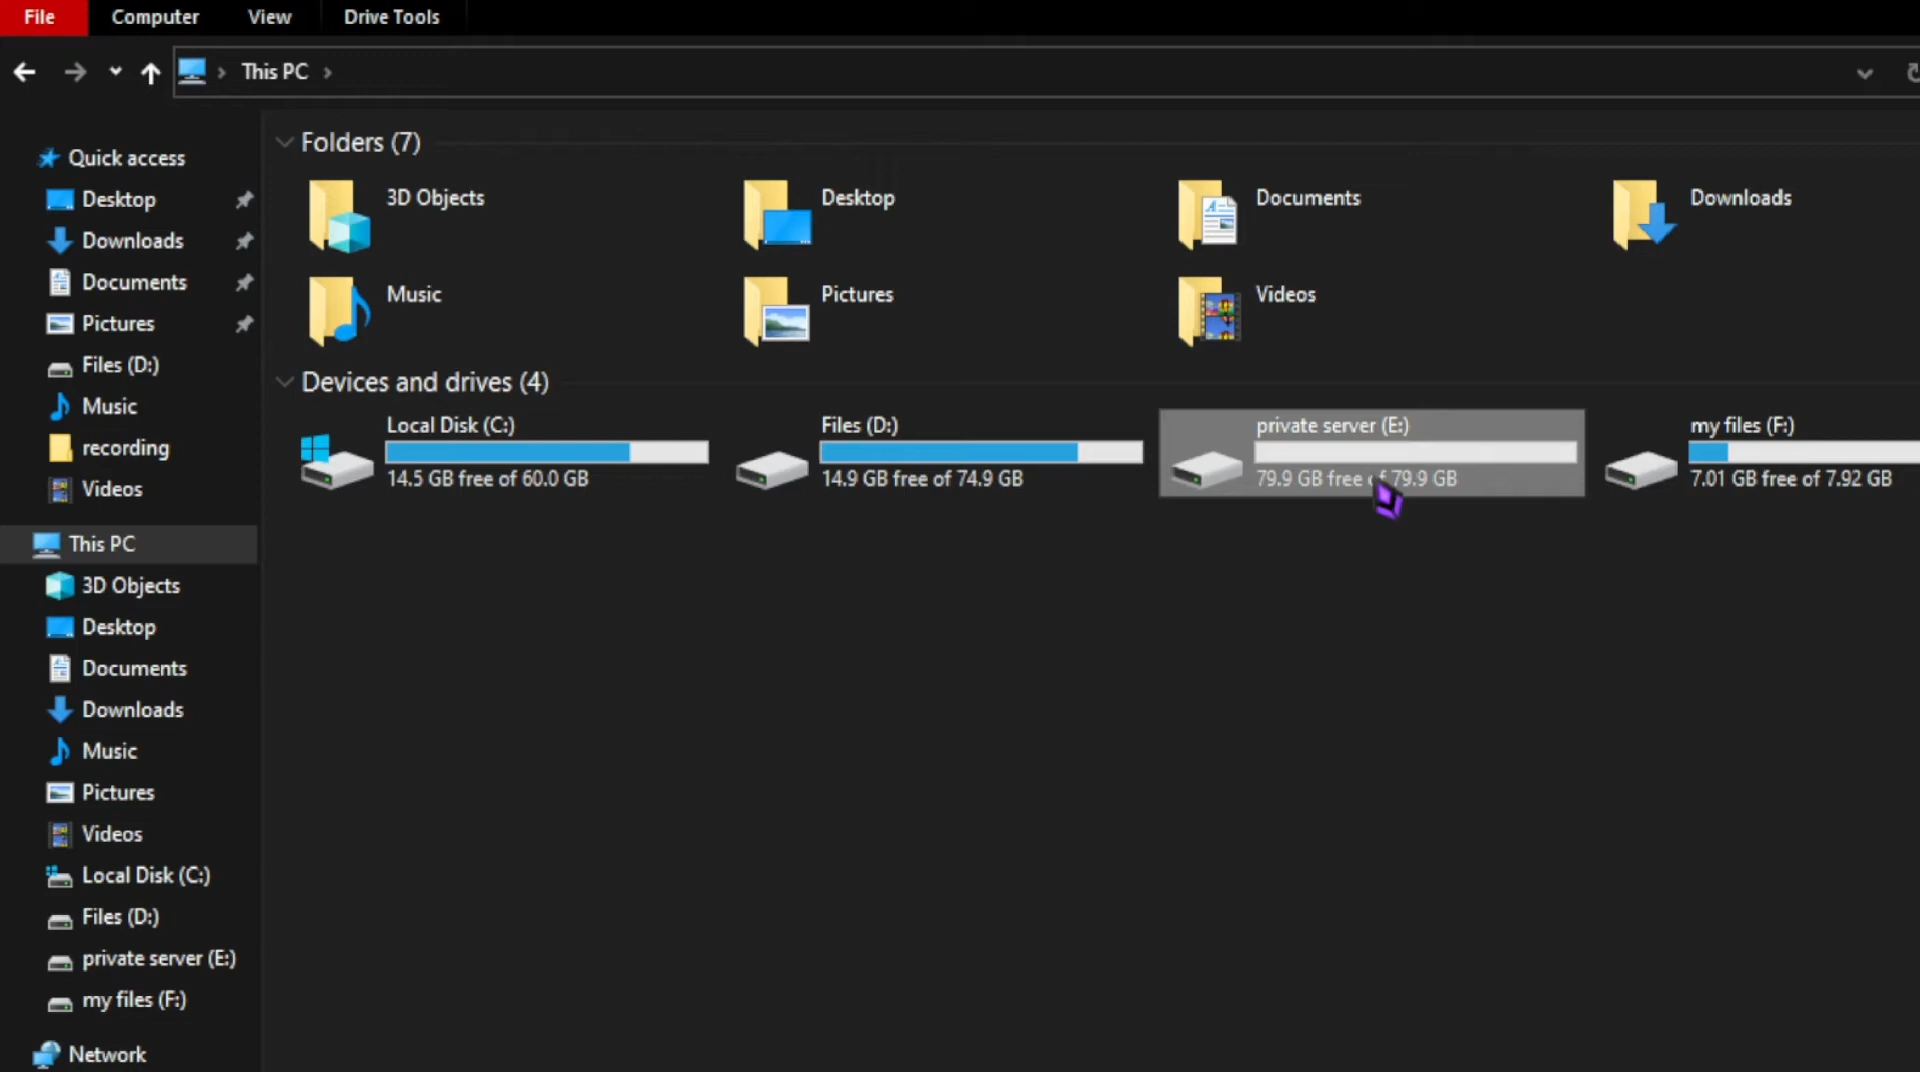 File Computer View Drive Tools
This PC
Quick access
Desktop
Downloads
Documents
Pictures
Files (D:)
Music
recording
Videos
This PC
3D Objects
Desktop
Documents
Downloads
Music
Pictures
Videos
Local Disk (C:)
Files (D:)
private server (E:)
my files (F:)
Network
Folders (7)
3D Objects Desktop Documents Downloads
Music Pictures Videos
Devices and drives (4)
Local Disk (C:)
14.5 GB free of 60.0 GB
Files (D:)
14.9 GB free of 74.9 GB
private server (E:)
79.9 GB free of 79.9 GB
my files (F:)
7.01 GB free of 7.92 GB